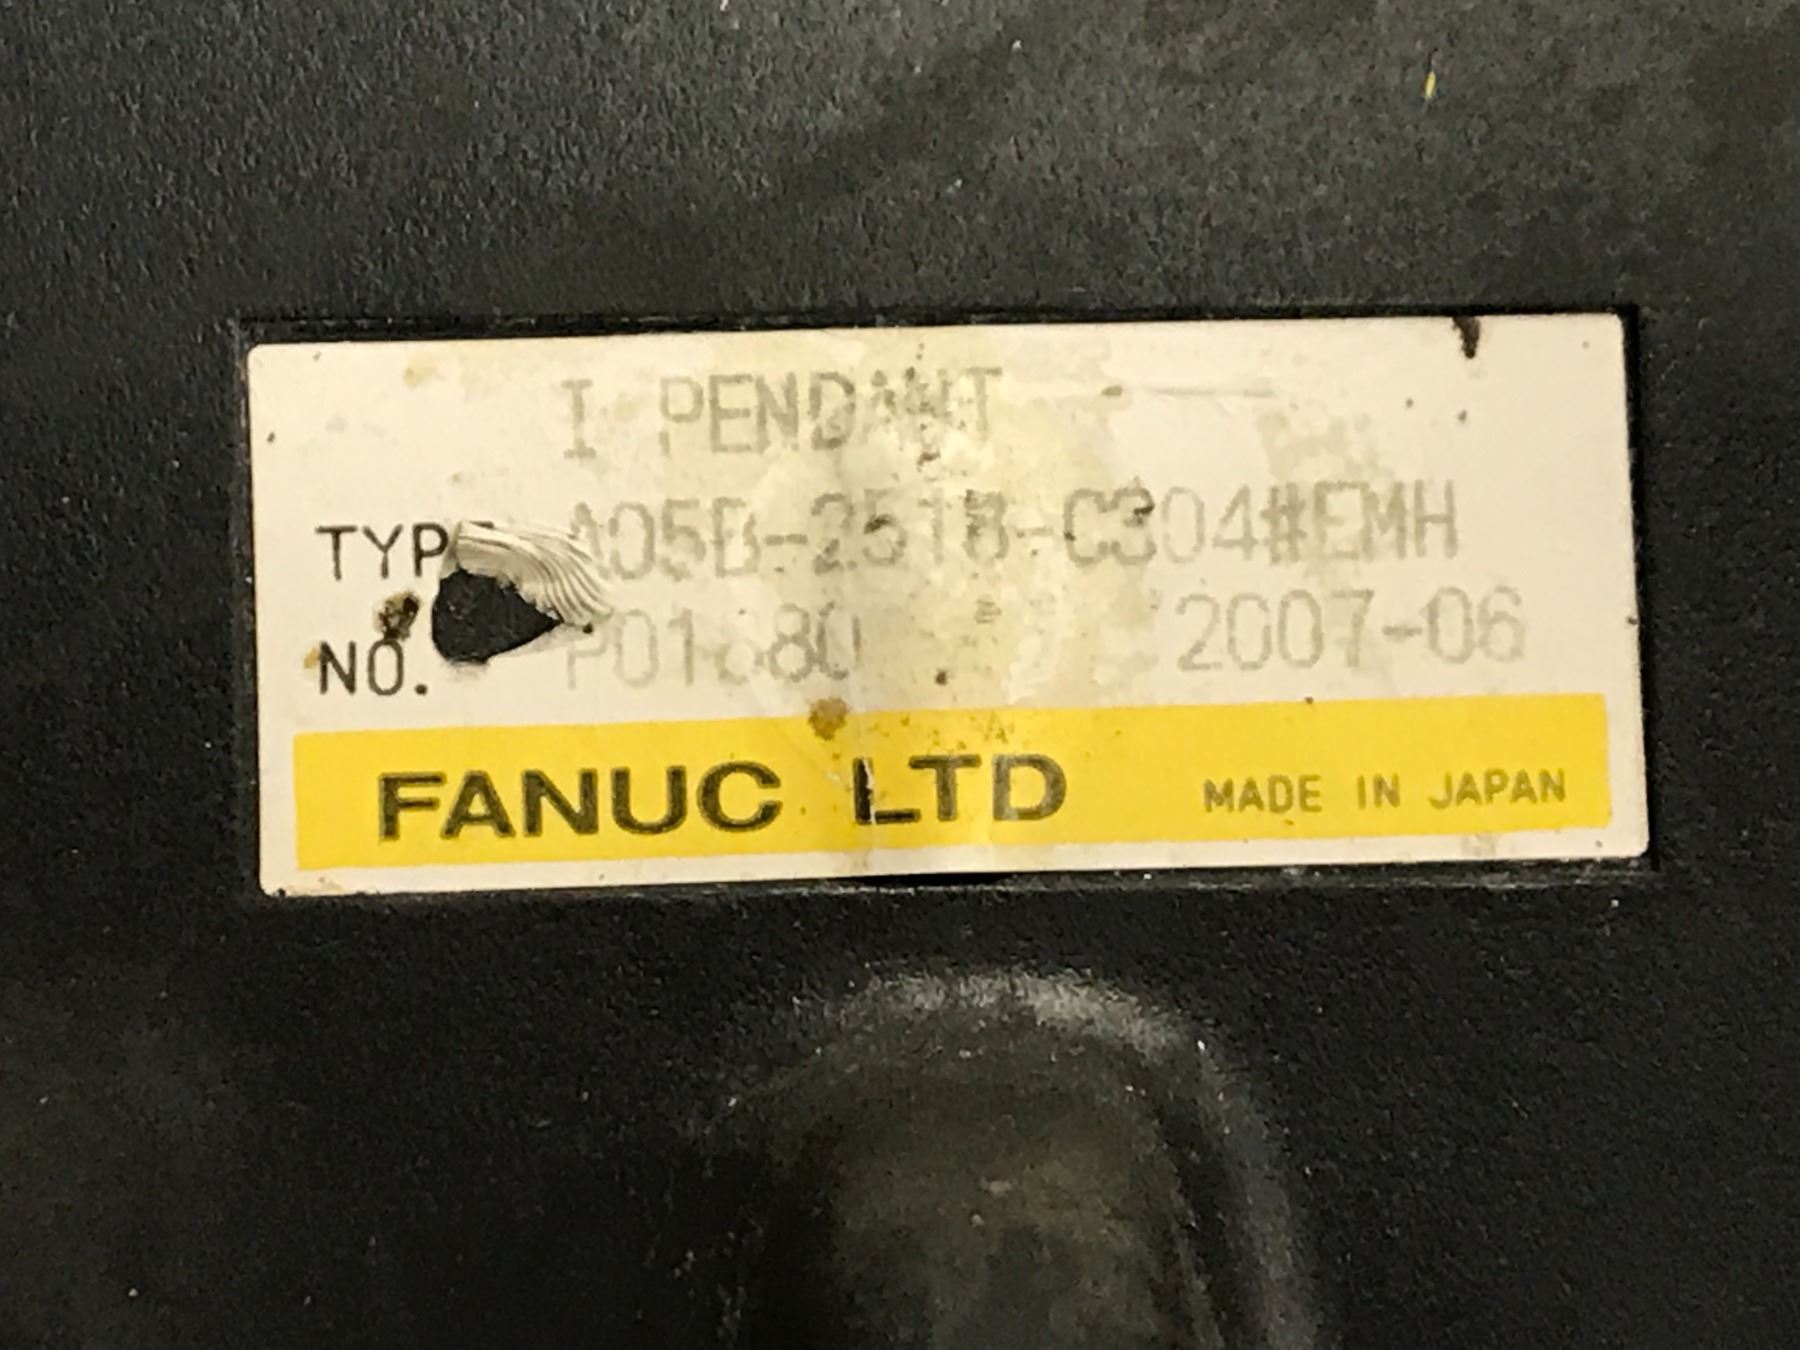 I PENDANT
TYPE A05B-2518-C304#EMH
NO. 2007-06
FANUC LTD MADE IN JAPAN